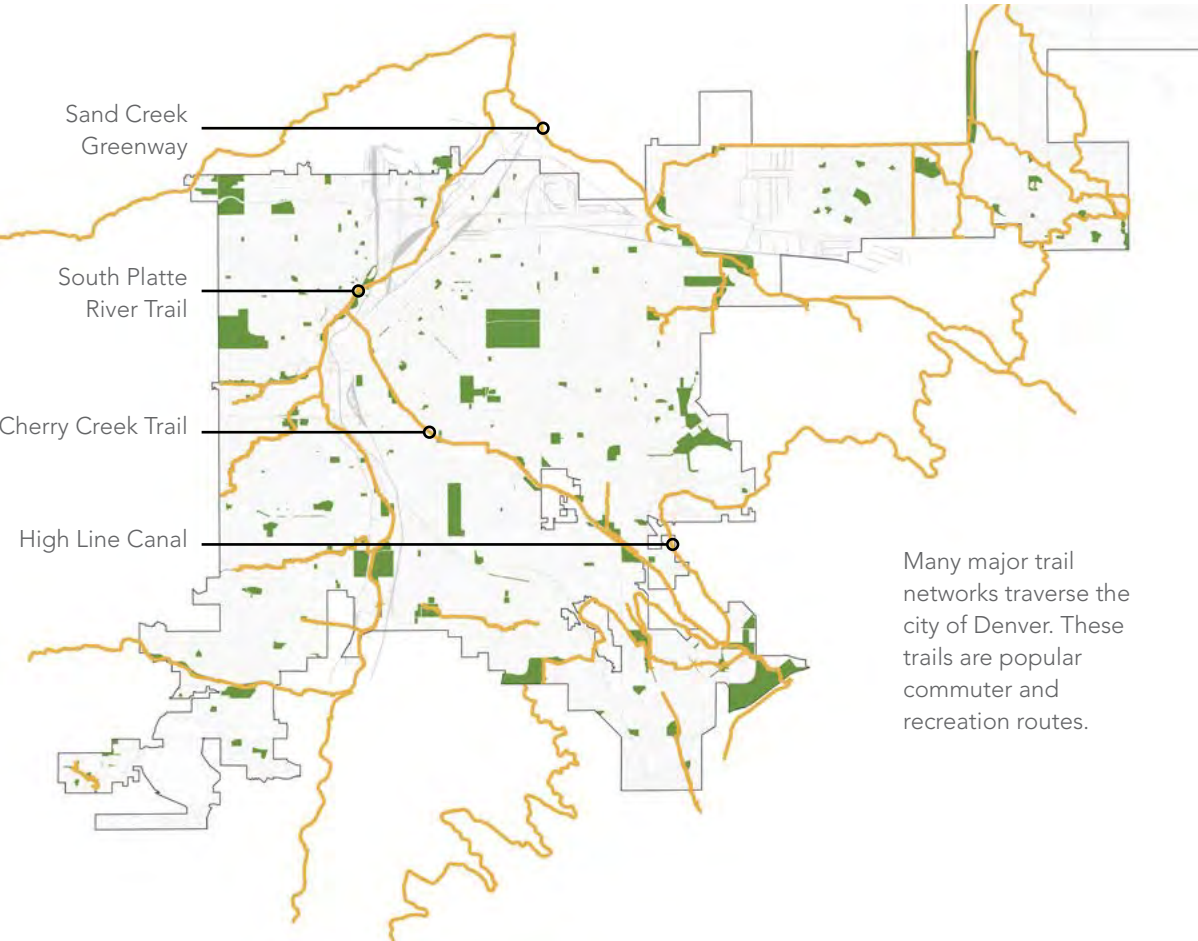 Sand Creek
Greenway
South Platte
River Trail
Cherry Creek Trail
High Line Canal
Many major trail
networks traverse the
city of Denver. These
trails are popular
commuter and
recreation routes.